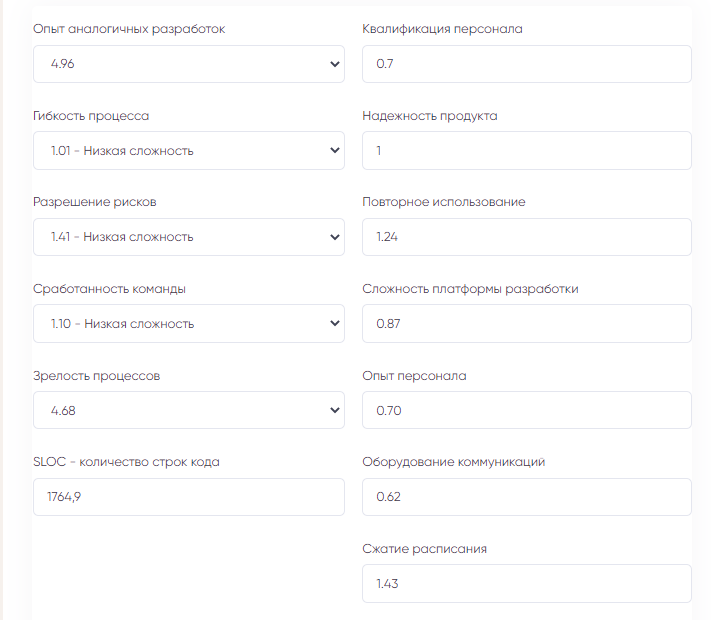 Опыт аналогичных разработок
4.96
Квалификация персонала
0.7
Гибкость процесса
1.01 - Низкая сложность
Надежность продукта
1
Разрешение рисков
1.41 - Низкая сложность
Повторное использование
1.24
Сработанность команды
1.10 - Низкая сложность
Сложность платформы разработки
0.87
Зрелость процессов
4.68
Опыт персонала
0.70
SLOC - количество строк кода
1764,9
Оборудование коммуникаций
0.62
Сжатие расписания
1.43